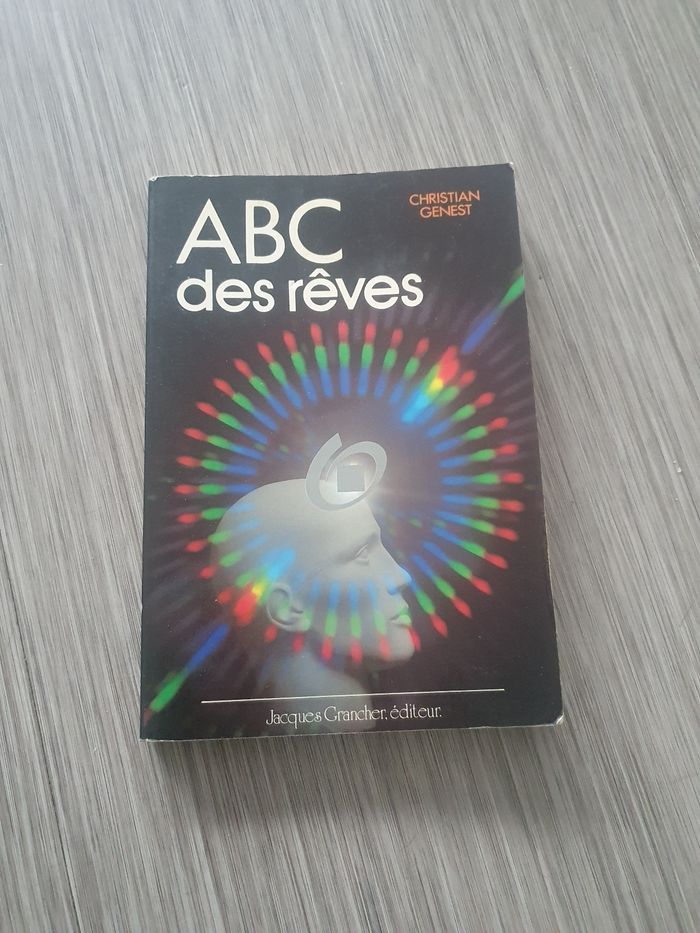 ABC
des rêves
CHRISTIAN
GENEST
Jacques Grancher, éditeur.